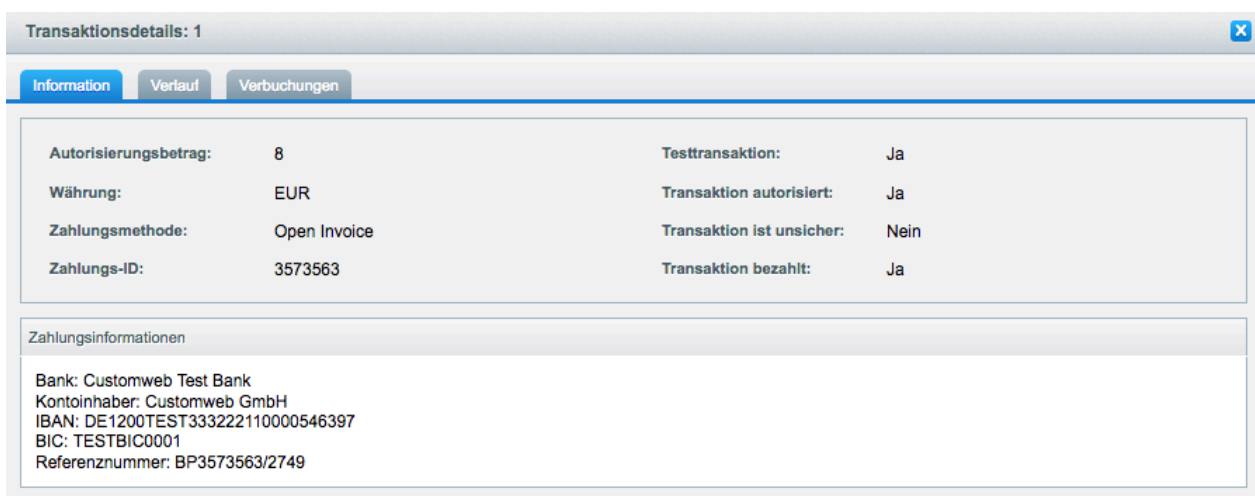 Transaktionsdetails: 1
Information Verlauf Verbuchungen
Autorisierungsbetrag: 8 Testtransaktion: Ja
Währung: EUR Transaktion autorisiert: Ja
Zahlungsmethode: Open Invoice Transaktion ist unsicher: Nein
Zahlungs-ID: 3573563 Transaktion bezahlt: Ja
Zahlungsinformationen
Bank: Customweb Test Bank
Kontoinhaber: Customweb GmbH
IBAN: DE1200TEST333222110000546397
BIC: TESTBIC0001
Referenznummer: BP3573563/2749